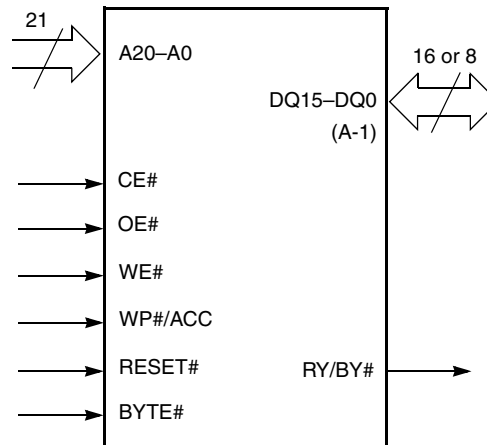 21
A20–A0
16 or 8
DQ15–DQ0
(A-1)
CE#
OE#
WE#
WP#/ACC
RESET#
RY/BY#
BYTE#